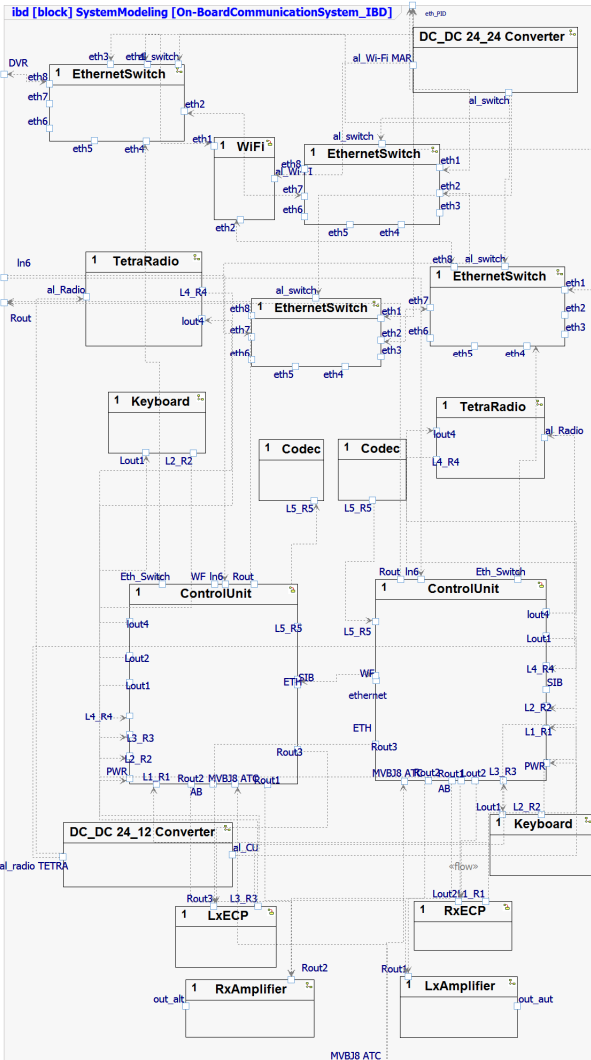 ibd [block] SystemModeling [On-BoardCommunicationSystem_IBD]
eth_PID
DC_DC 24_24 Converter
al_Wi-Fi MAR
al_switch
DVR
eth3
al_switch
eth8
1 EthernetSwitch
eth7
eth2
eth6
eth5
eth4
eth1
1 WiFi
eth2
al_switch
eth8
1 EthernetSwitch
eth1
eth7
eth2
eth6
eth3
eth5
eth4
In6
1 TetraRadio
al_Radio
L4_R4
Iout4
Rout
eth8
al_switch
1 EthernetSwitch
eth1
eth7
eth2
eth6
eth3
eth5
eth4
al_switch
eth8
1 EthernetSwitch
eth1
eth7
eth2
eth6
eth3
eth5
eth4
1 Keyboard
Lout1
L2_R2
1 TetraRadio
Iout4
al_Radio
L4_R4
1 Codec
L5_R5
1 Codec
L5_R5
Eth_Switch
WF
In6
Rout
1 ControlUnit
Iout4
L5_R5
Lout2
Lout1
ETH
SIB
L4_R4
L3_R3
Rout3
L2_R2
PWR
L1_R1
Rout2
MVBJ8 ATC
Rout1
AB
Rout
In6
Eth_Switch
1 ControlUnit
Iout4
L5_R5
Lout1
WF
L4_R4
ethernet
SIB
L2_R2
ETH
L1_R1
Rout3
PWR
MVBJ8 ATC
Rout2
Rout1
Lout2
L3_R3
AB
1 DC_DC 24_12 Converter
al_CU
al_radio TETRA
Lout1
L2_R2
1 Keyboard
«flow»
Rout3
L3_R3
1 LxECP
Lout2
L1_R1
1 RxECP
Rout2
1 RxAmplifier
out_alt
Rout1
1 LxAmplifier
out_aut
MVBJ8 ATC